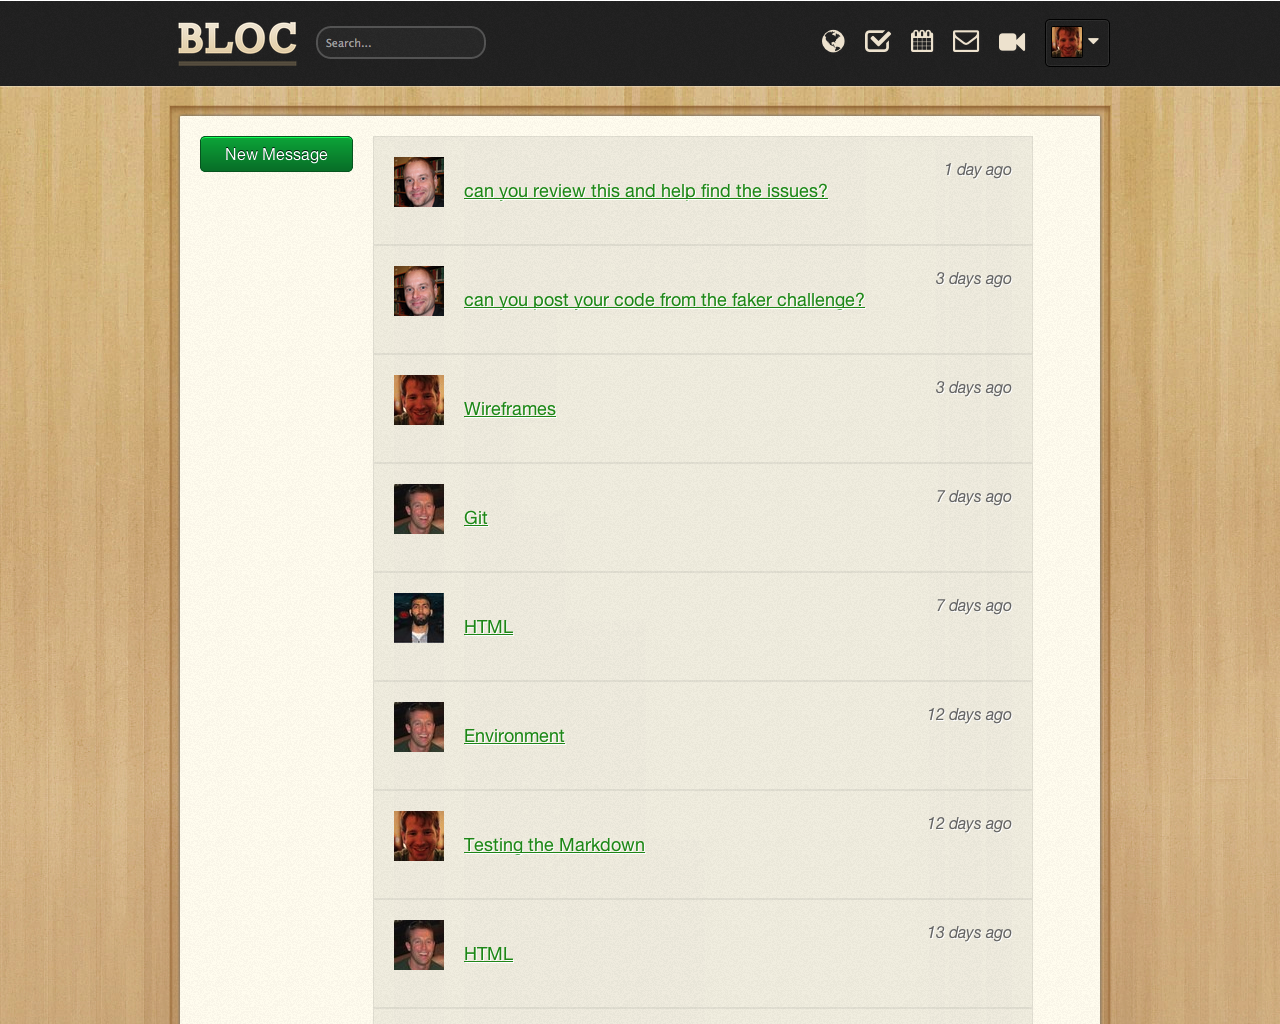 BLOC
Search...
New Message
1 day ago
can you review this and help find the issues?
3 days ago
can you post your code from the faker challenge?
3 days ago
Wireframes
7 days ago
Git
7 days ago
HTML
12 days ago
Environment
12 days ago
Testing the Markdown
13 days ago
HTML